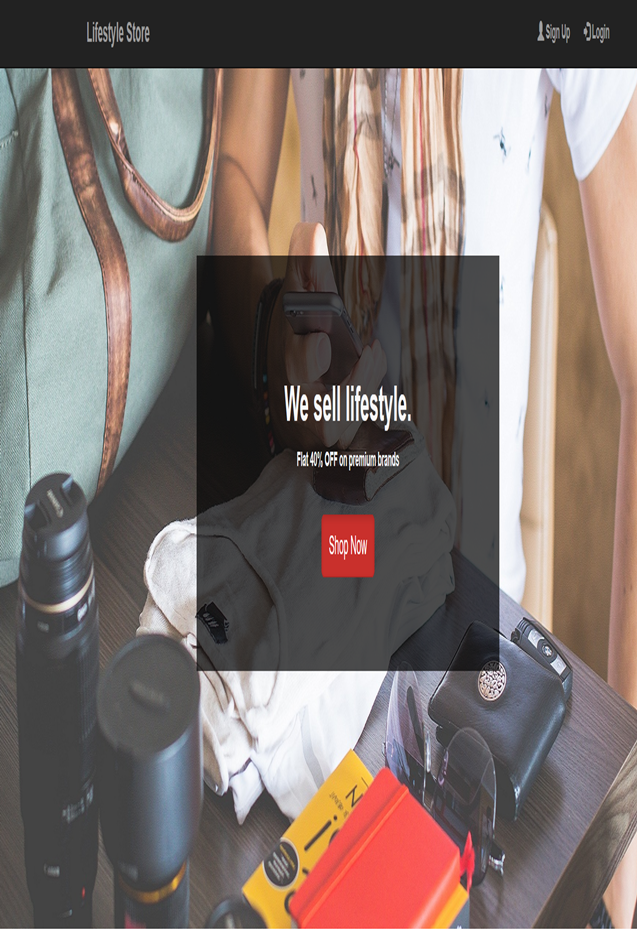 Lifestyle Store
Sign Up
Login
We sell lifestyle.
Flat 40% OFF on premium brands
Shop Now